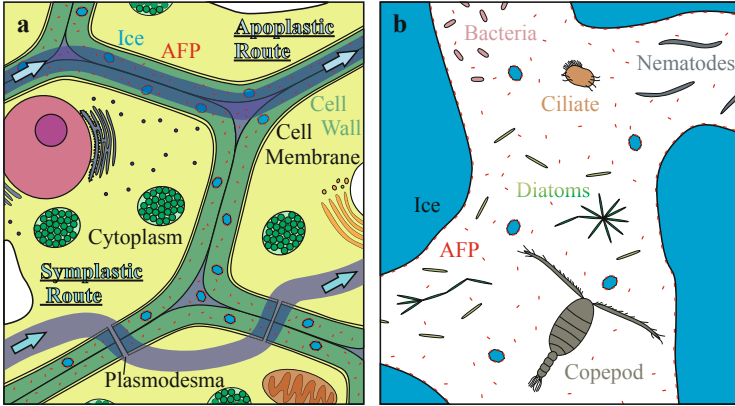 a
Ice
AFP
Apoplastic
Route
Cell
Wall
Cell
Membrane
Cytoplasm
Symplastic
Route
Plasmodesma
b
Bacteria
Nematodes
Ciliate
Diatoms
Ice
AFP
Copepod